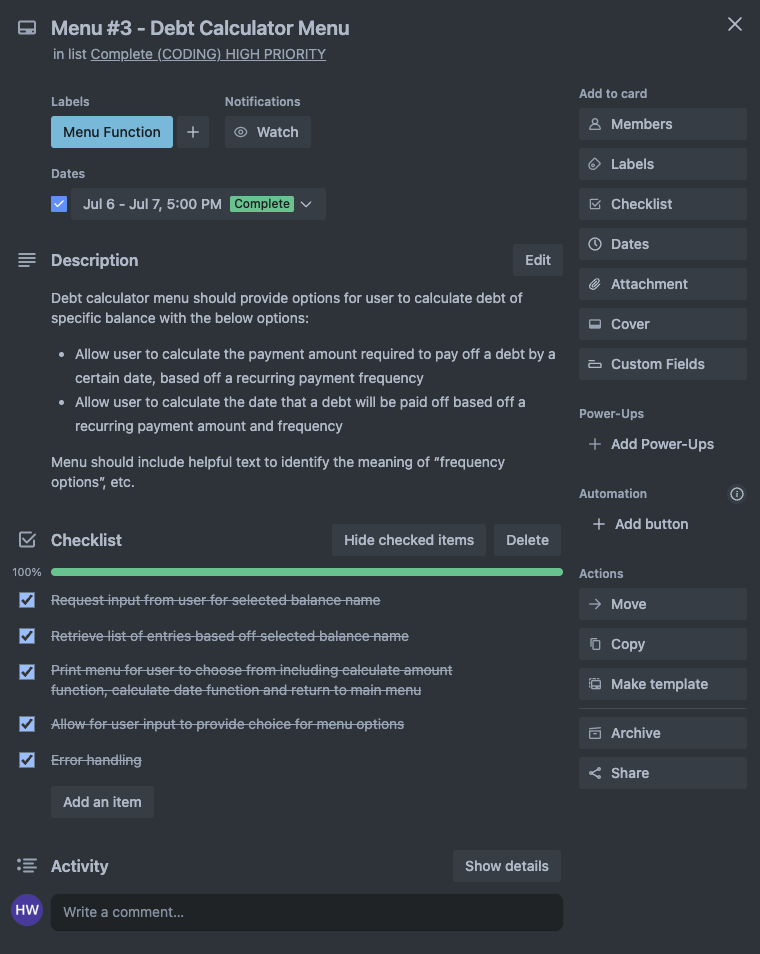 Menu #3 - Debt Calculator Menu
in list Complete (CODING) HIGH PRIORITY
Labels
Menu Function
Notifications
Watch
Dates
Jul 6 - Jul 7, 5:00 PM Complete
Description
Edit
Debt calculator menu should provide options for user to calculate debt of
specific balance with the below options:
• Allow user to calculate the payment amount required to pay off a debt by a
certain date, based off a recurring payment frequency
• Allow user to calculate the date that a debt will be paid off based off a
recurring payment amount and frequency
Menu should include helpful text to identify the meaning of ”frequency
options”, etc.
Checklist
Hide checked items
Delete
100%
Request input from user for selected balance name
Retrieve list of entries based off selected balance name
Print menu for user to choose from including calculate amount
function, calculate date function and return to main menu
Allow for user input to provide choice for menu options
Error handling
Add an item
Activity
Show details
HW
Write a comment...
Add to card
Members
Labels
Checklist
Dates
Attachment
Cover
Custom Fields
Power-Ups
Add Power-Ups
Automation
Add button
Actions
Move
Copy
Make template
Archive
Share